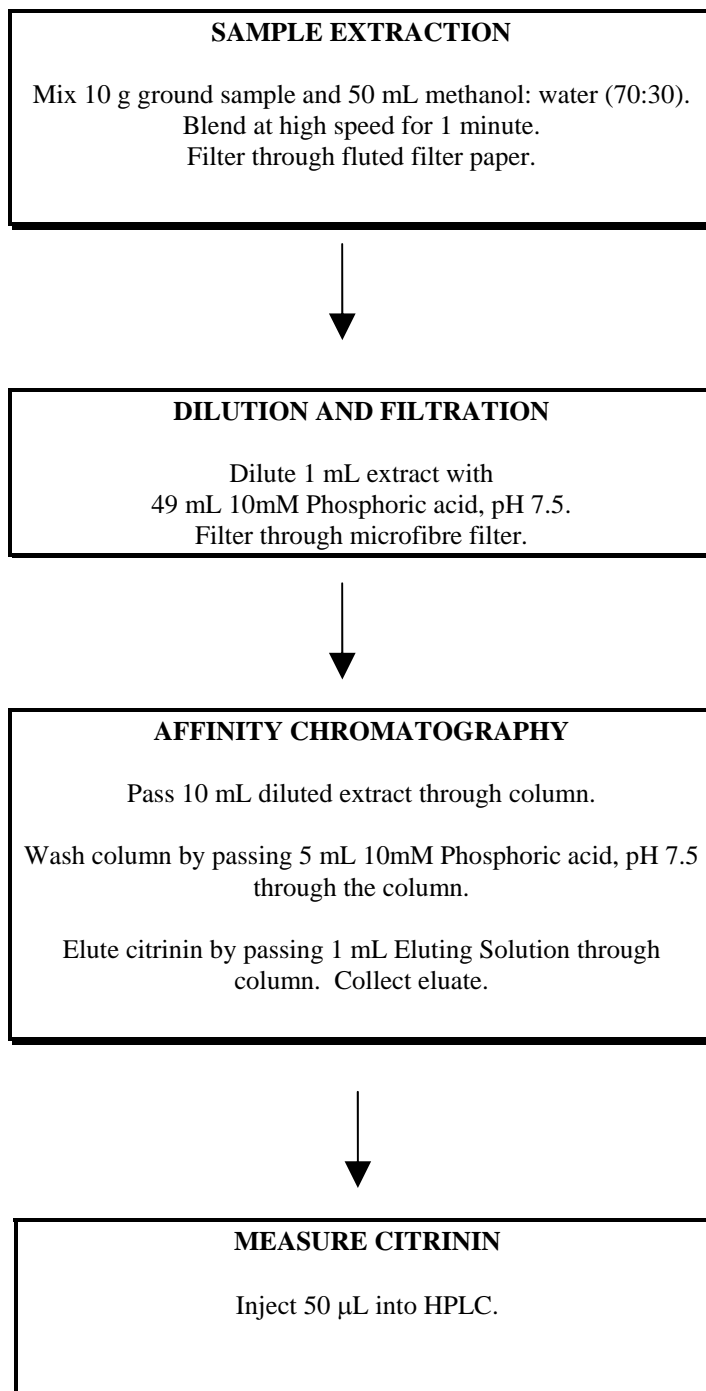 SAMPLE EXTRACTION
Mix 10 g ground sample and 50 mL methanol: water (70:30).
Blend at high speed for 1 minute.
Filter through fluted filter paper.
DILUTION AND FILTRATION
Dilute 1 mL extract with
49 mL 10mM Phosphoric acid, pH 7.5.
Filter through microfibre filter.
AFFINITY CHROMATOGRAPHY
Pass 10 mL diluted extract through column.
Wash column by passing 5 mL 10mM Phosphoric acid, pH 7.5
through the column.
Elute citrinin by passing 1 mL Eluting Solution through
column.  Collect eluate.
MEASURE CITRININ
Inject 50 μL into HPLC.